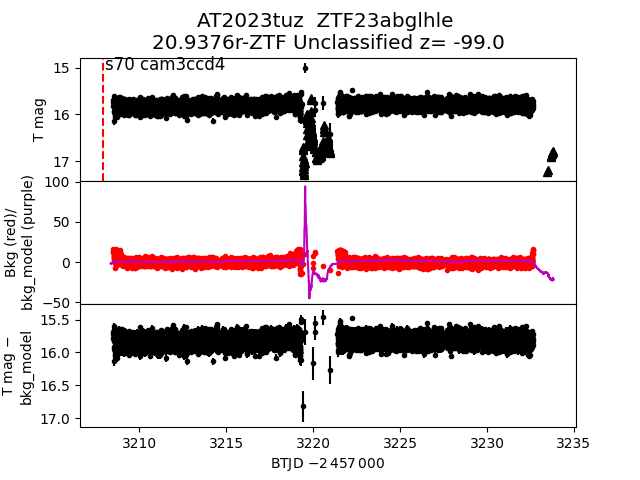 AT2023tuz  ZTF23abglhle
20.9376r-ZTF Unclassified z= -99.0
s70 cam3ccd4
15
16
17
T mag
100
50
0
−50
Bkg (red)/
bkg_model (purple)
15.5
16.0
16.5
17.0
T mag −
bkg_model
3210 3215 3220 3225 3230 3235
BTJD −2 457 000